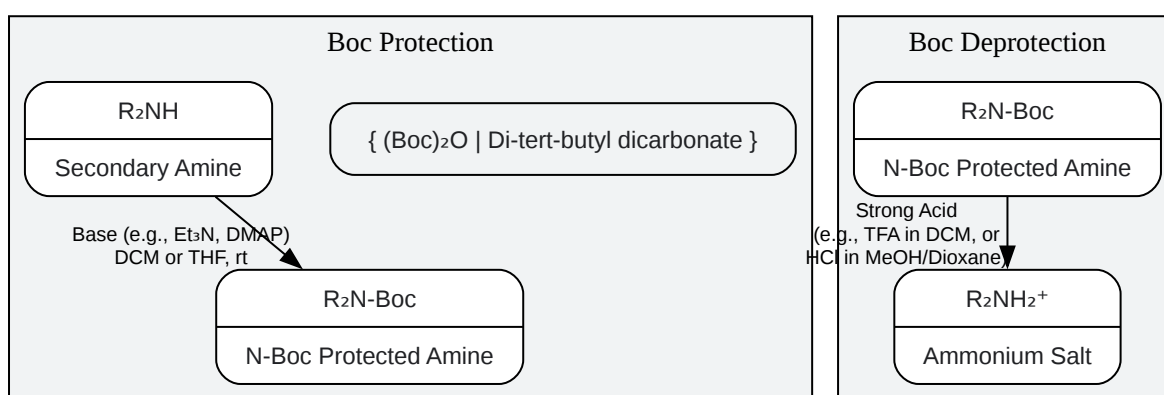 Boc Protection
R₂NH
Secondary Amine
{ (Boc)₂O | Di-tert-butyl dicarbonate }
Base (e.g., Et₃N, DMAP)
DCM or THF, rt
R₂N-Boc
N-Boc Protected Amine
Boc Deprotection
R₂N-Boc
N-Boc Protected Amine
Strong Acid
(e.g., TFA in DCM, or
HCl in MeOH/Dioxane)
R₂NH₂⁺
Ammonium Salt